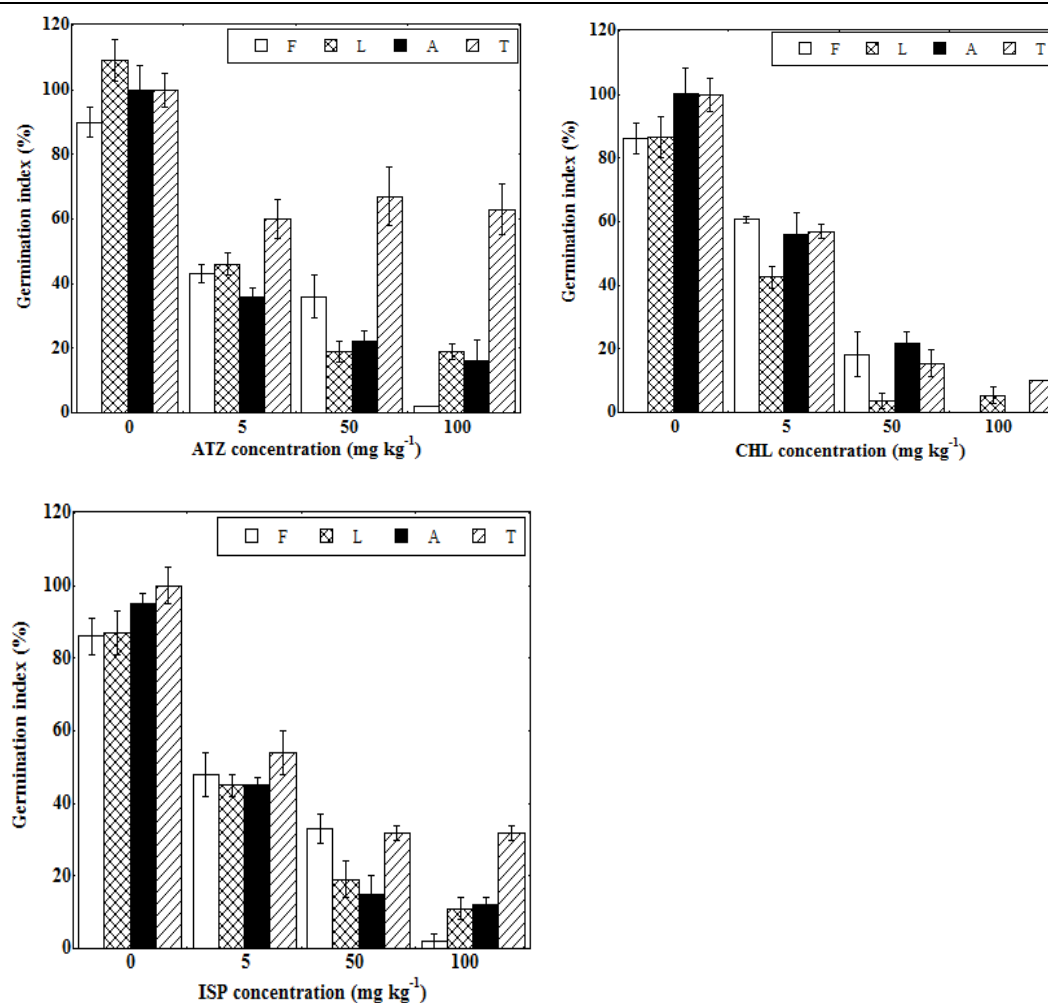 120
100
80
60
40
20
0
Germination index (%)
F L A T
0 5 50 100
ATZ concentration (mg kg-1)
120
100
80
60
40
20
0
Germination index (%)
F L A T
0 5 50 100
CHL concentration (mg kg-1)
120
100
80
60
40
20
0
Germination index (%)
F L A T
0 5 50 100
ISP concentration (mg kg-1)